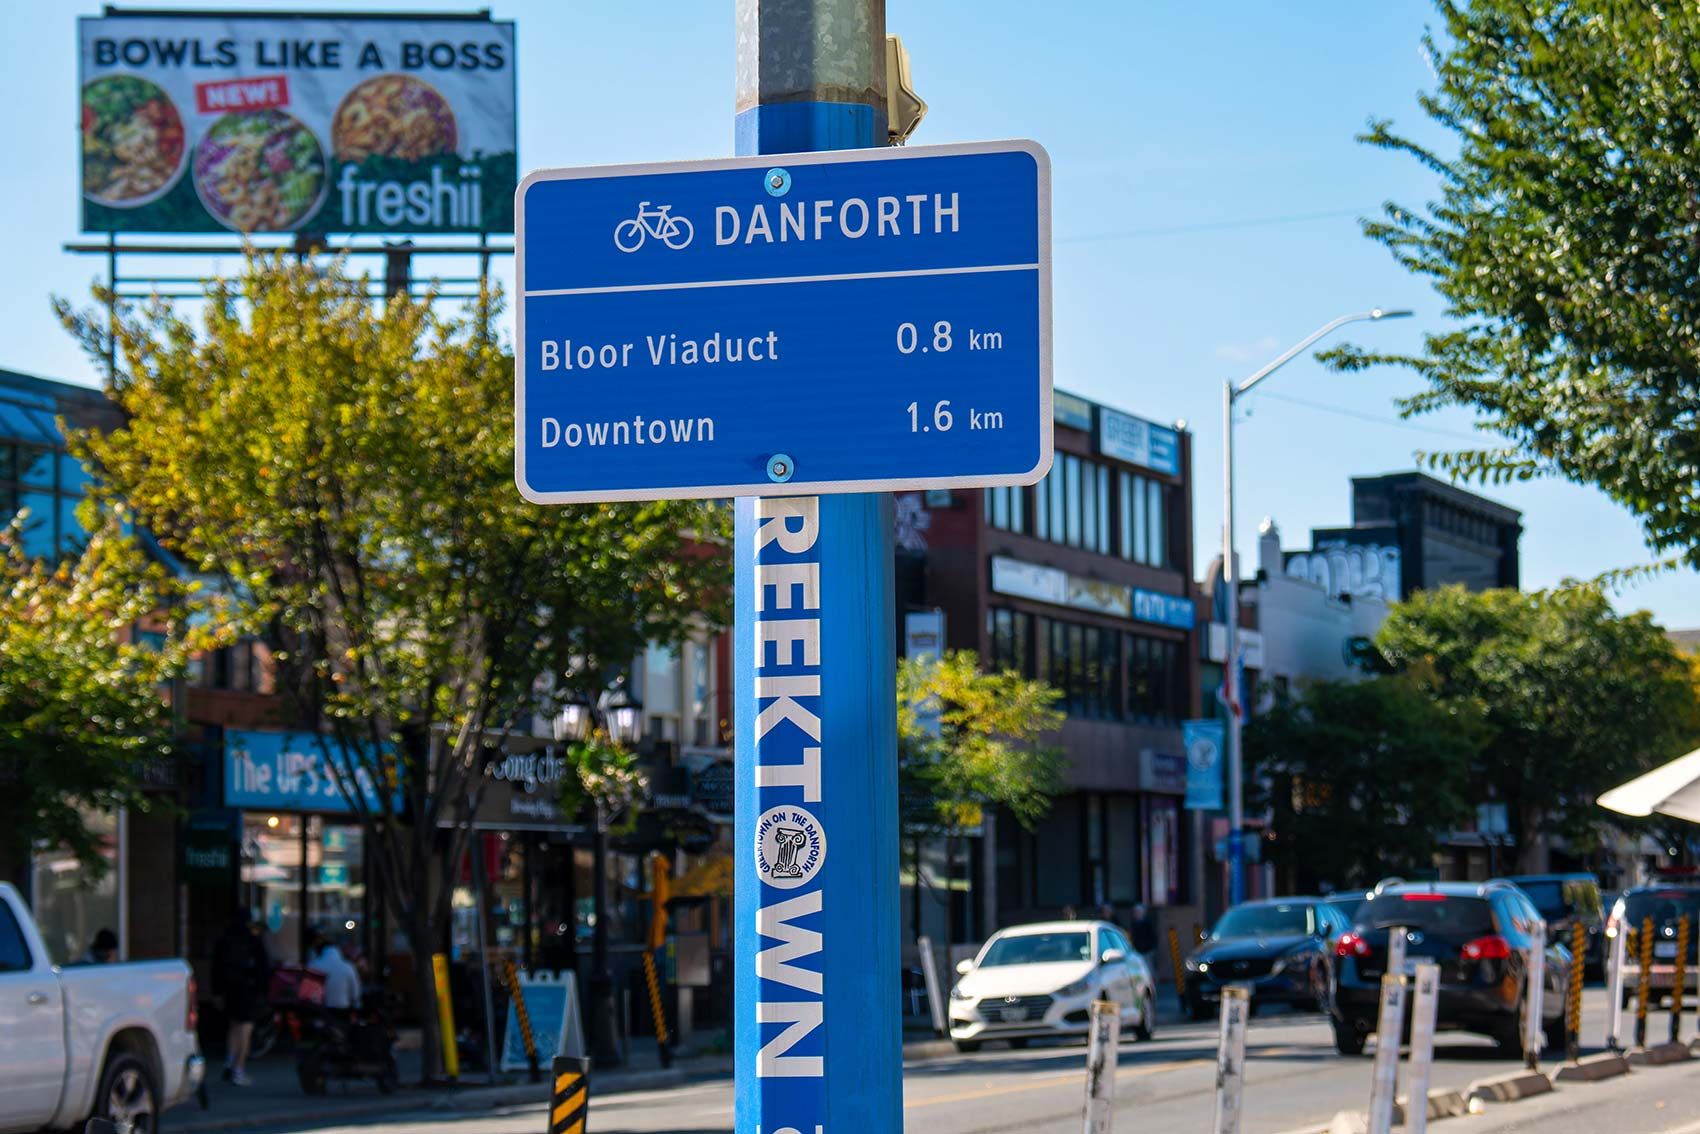 BOWLS LIKE A BOSS
NEW!
freshii
DANFORTH
Bloor Viaduct 0.8 km
Downtown 1.6 km
REEKTOWN
GREEKTOWN ON THE DANFORTH
The UPS Store
freshii